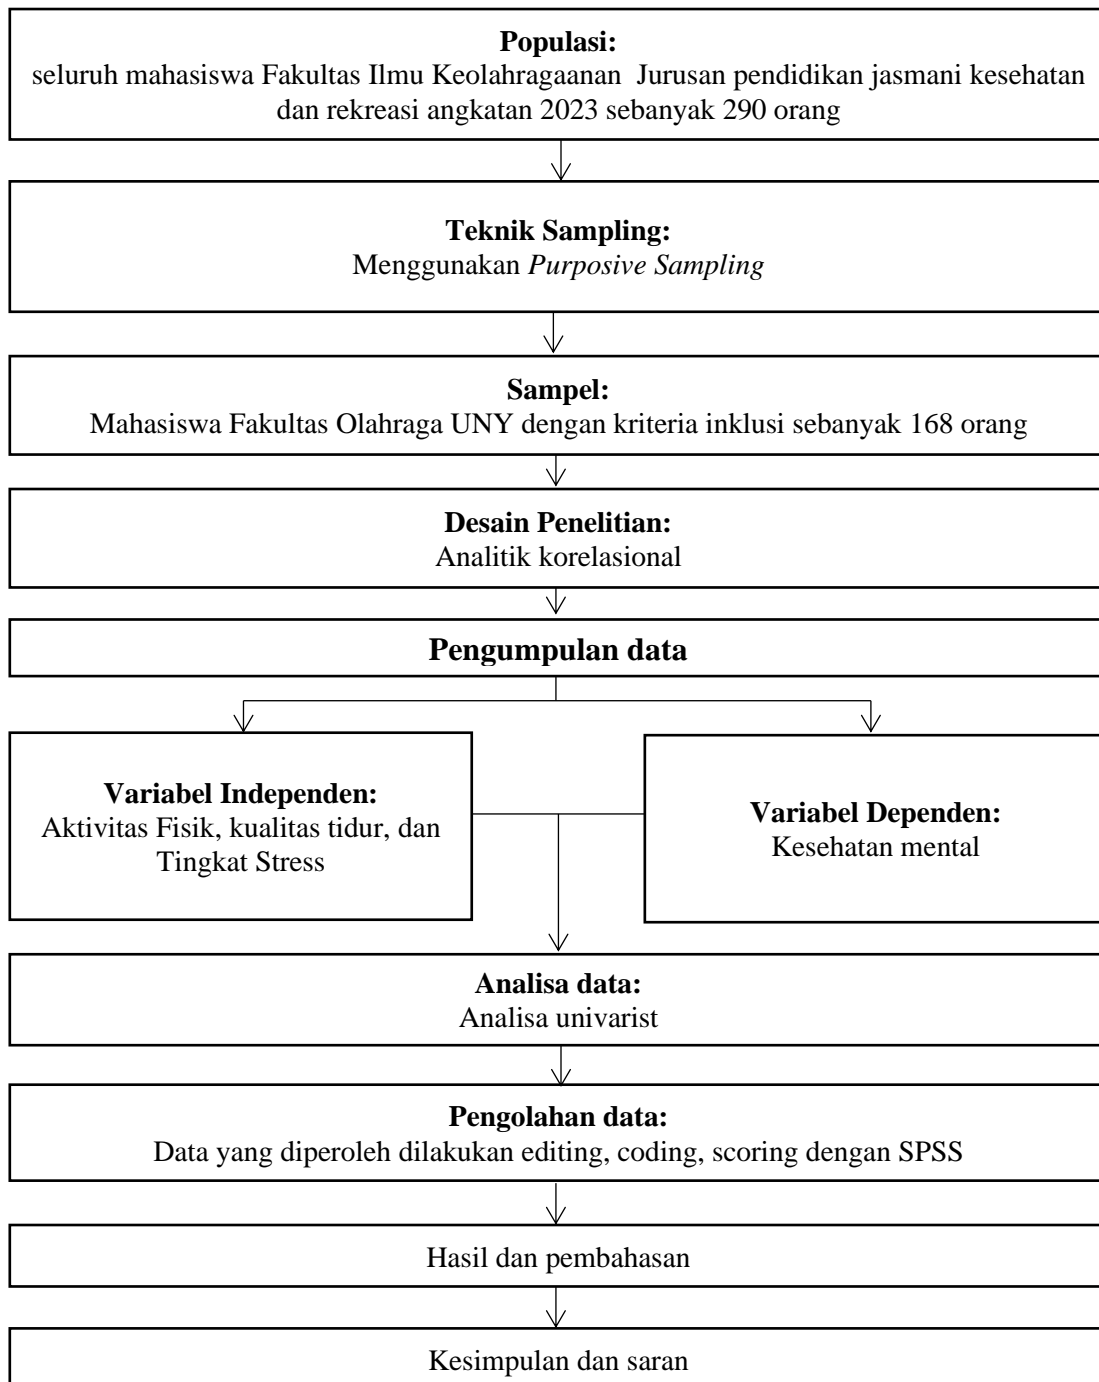 Populasi:
seluruh mahasiswa Fakultas Ilmu Keolahragaanan  Jurusan pendidikan jasmani kesehatan
dan rekreasi angkatan 2023 sebanyak 290 orang
Teknik Sampling:
Menggunakan Purposive Sampling
Sampel:
Mahasiswa Fakultas Olahraga UNY dengan kriteria inklusi sebanyak 168 orang
Desain Penelitian:
Analitik korelasional
Pengumpulan data
Variabel Independen:
Aktivitas Fisik, kualitas tidur, dan
Tingkat Stress
Variabel Dependen:
Kesehatan mental
Analisa data:
Analisa univarist
Pengolahan data:
Data yang diperoleh dilakukan editing, coding, scoring dengan SPSS
Hasil dan pembahasan
Kesimpulan dan saran